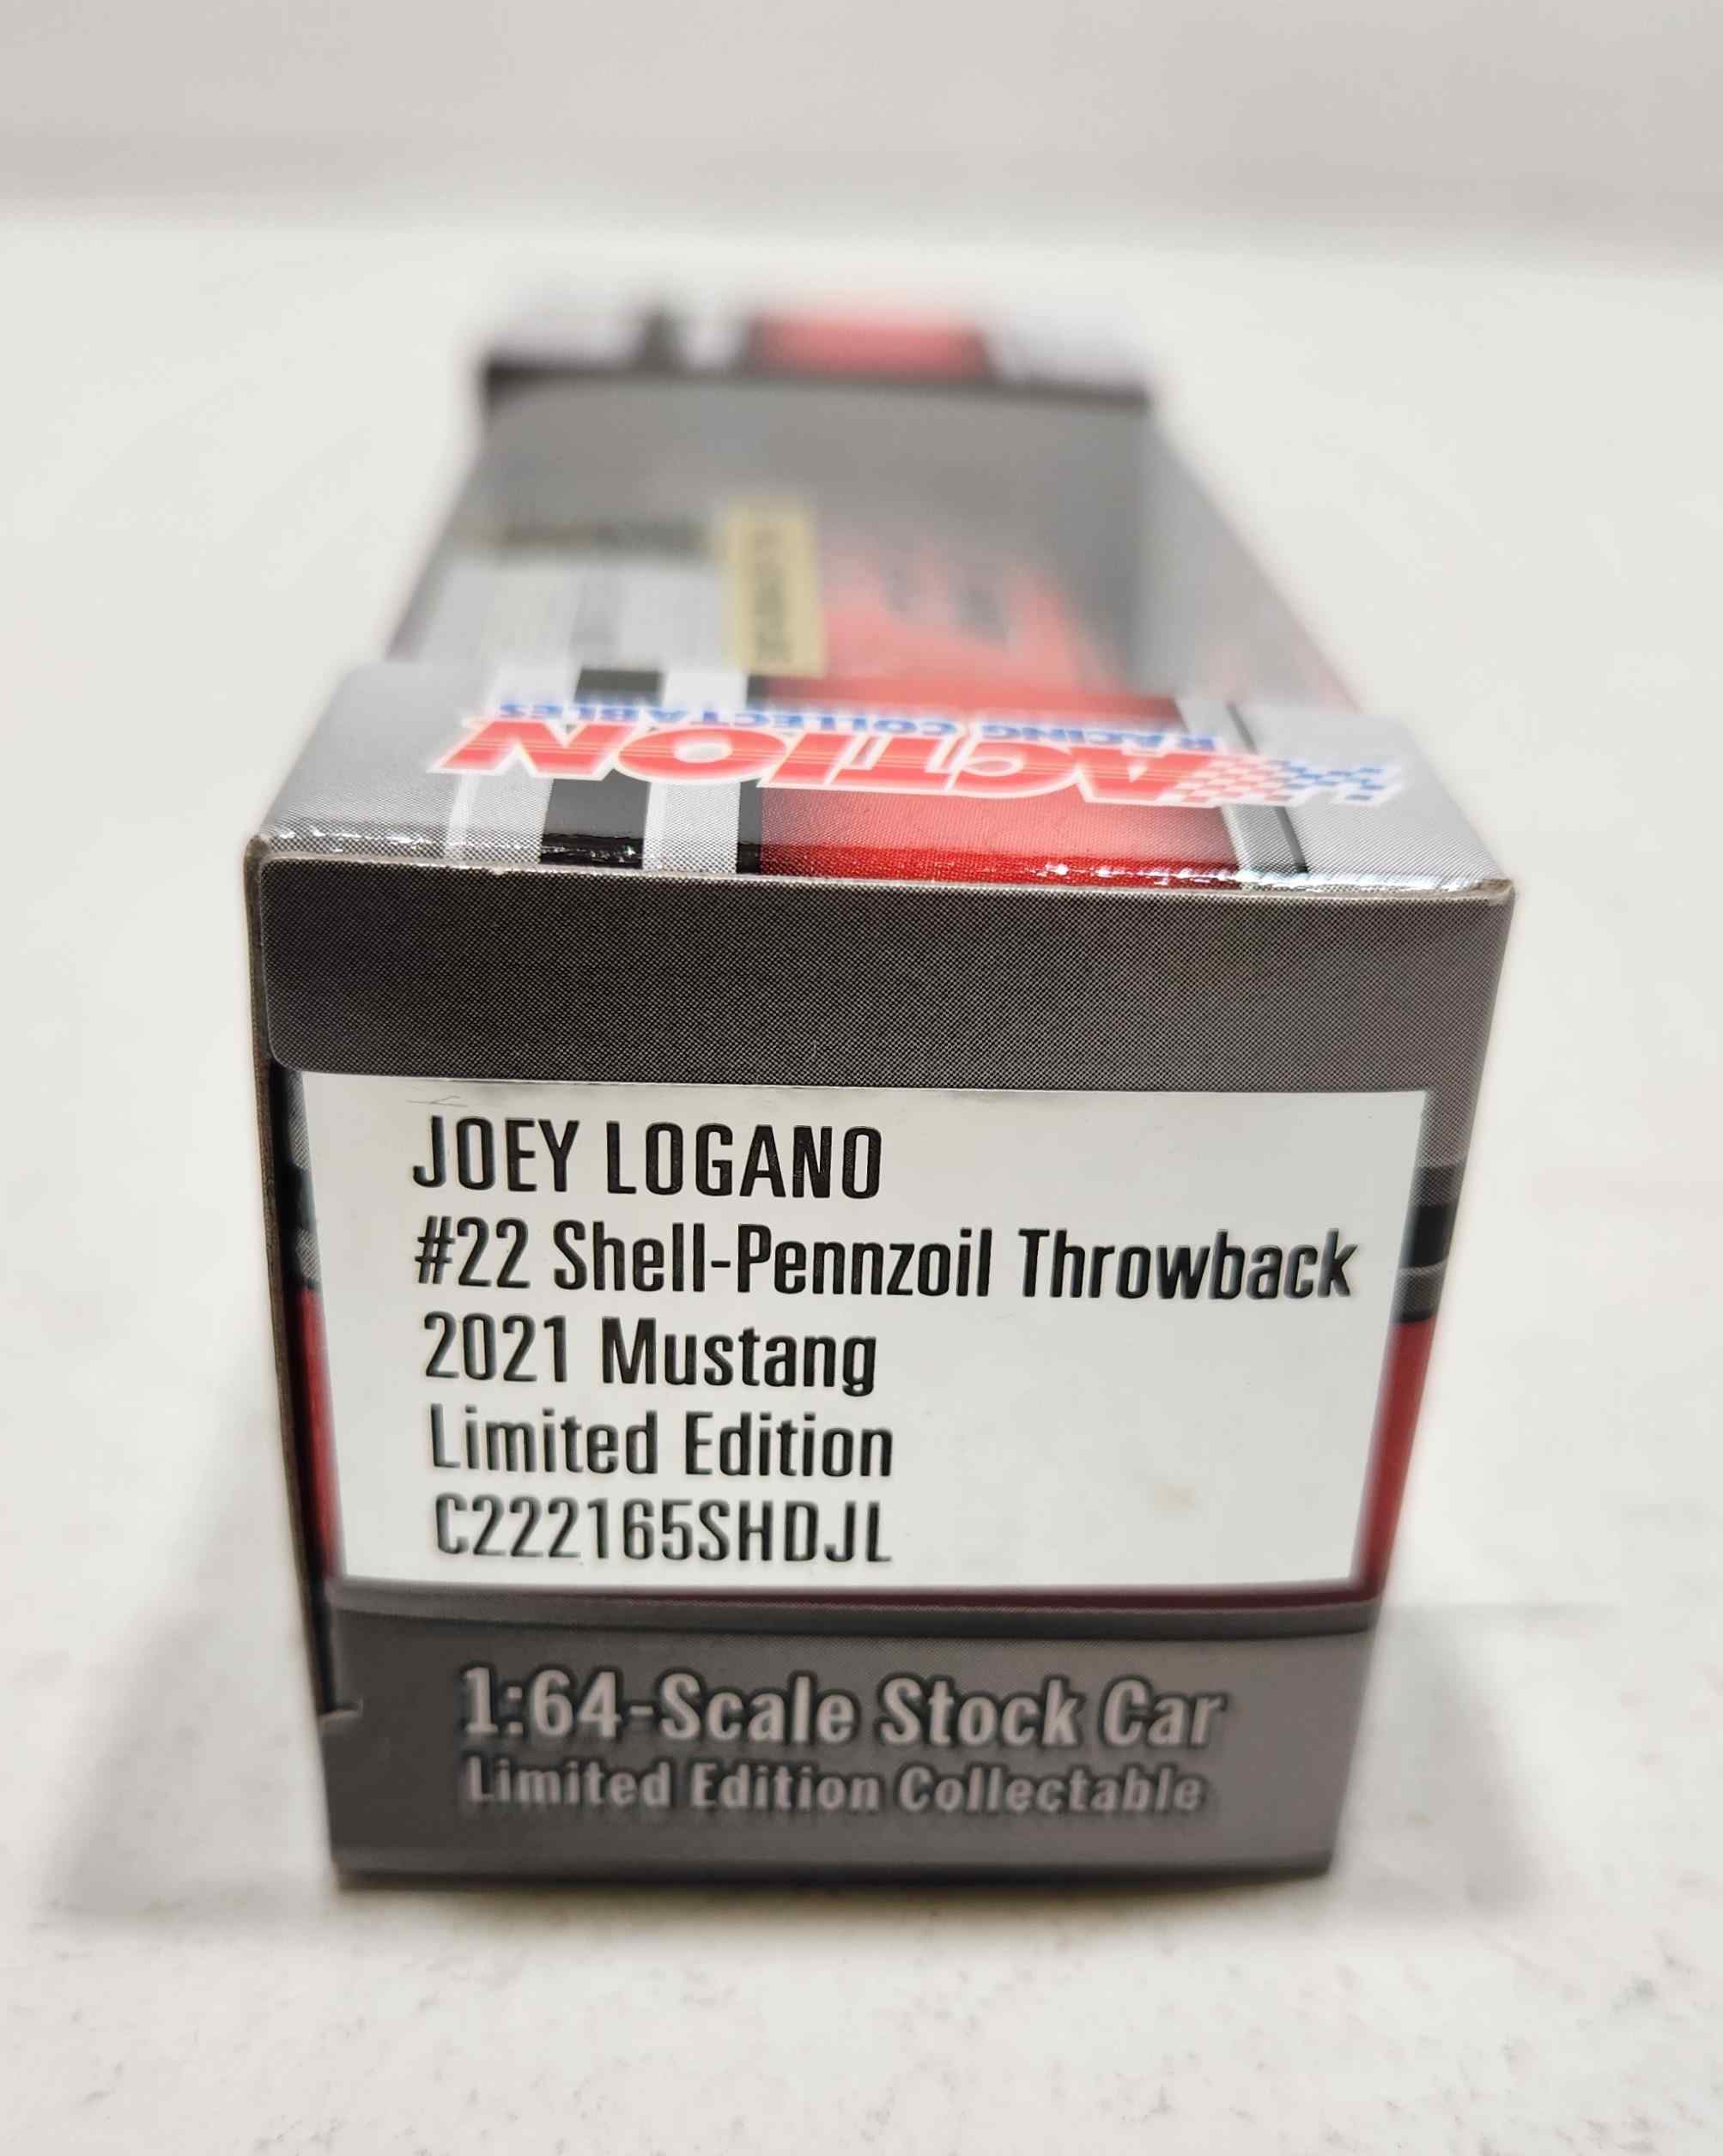 ACTION
RACING COLLECTABLES
JOEY LOGANO
#22 Shell-Pennzoil Throwback
2021 Mustang
Limited Edition
C222165SHDJL
1:64-Scale Stock Car
Limited Edition Collectable